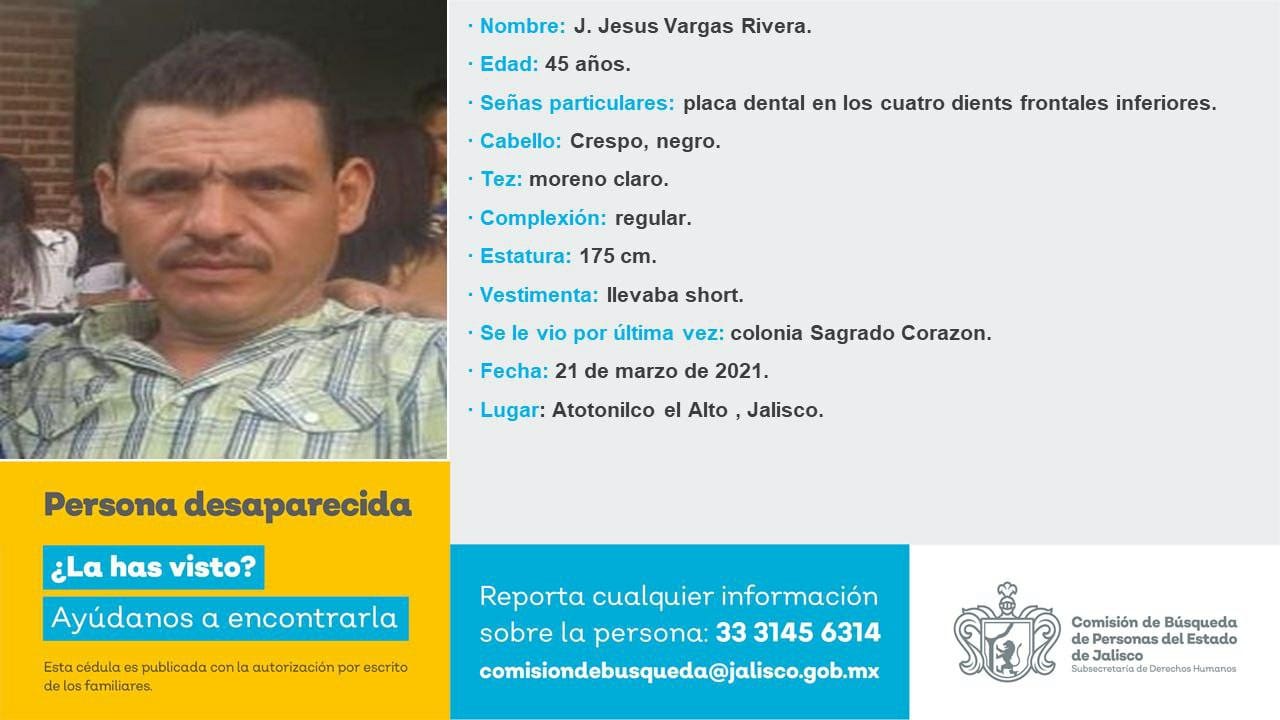 · Nombre: J. Jesus Vargas Rivera.
· Edad: 45 años.
· Señas particulares: placa dental en los cuatro dients frontales inferiores.
· Cabello: Crespo, negro.
· Tez: moreno claro.
· Complexión: regular.
· Estatura: 175 cm.
· Vestimenta: llevaba short.
· Se le vio por última vez: colonia Sagrado Corazon.
· Fecha: 21 de marzo de 2021.
· Lugar: Atotonilco el Alto , Jalisco.
Persona desaparecida
¿La has visto?
Ayúdanos a encontrarla
Esta cédula es publicada con la autorización por escrito
de los familiares.
Reporta cualquier información
sobre la persona: 33 3145 6314
comisiondebusqueda@jalisco.gob.mx
Comisión de Búsqueda
de Personas del Estado
de Jalisco
Subsecretaría de Derechos Humanos